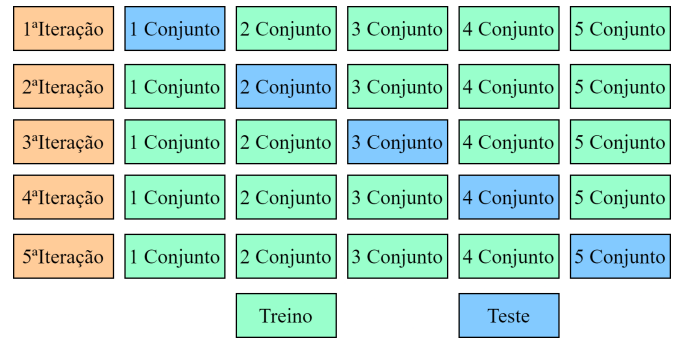 1ªIteração 1 Conjunto 2 Conjunto 3 Conjunto 4 Conjunto 5 Conjunto
2ªIteração 1 Conjunto 2 Conjunto 3 Conjunto 4 Conjunto 5 Conjunto
3ªIteração 1 Conjunto 2 Conjunto 3 Conjunto 4 Conjunto 5 Conjunto
4ªIteração 1 Conjunto 2 Conjunto 3 Conjunto 4 Conjunto 5 Conjunto
5ªIteração 1 Conjunto 2 Conjunto 3 Conjunto 4 Conjunto 5 Conjunto
Treino Teste